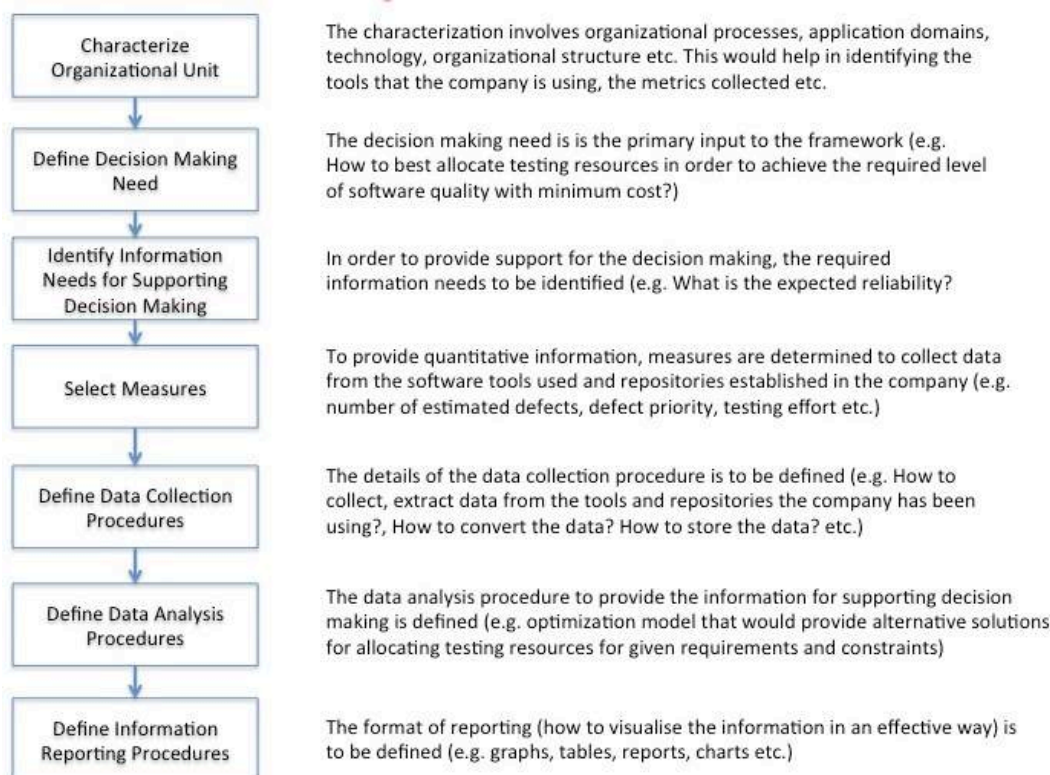 Characterize
Organizational Unit
The characterization involves organizational processes, application domains,
technology, organizational structure etc. This would help in identifying the
tools that the company is using, the metrics collected etc.
Define Decision Making
Need
The decision making need is is the primary input to the framework (e.g.
How to best allocate testing resources in order to achieve the required level
of software quality with minimum cost?)
Identify Information
Needs for Supporting
Decision Making
In order to provide support for the decision making, the required
information needs to be identified (e.g. What is the expected reliability?
Select Measures
To provide quantitative information, measures are determined to collect data
from the software tools used and repositories established in the company (e.g.
number of estimated defects, defect priority, testing effort etc.)
Define Data Collection
Procedures
The details of the data collection procedure is to be defined (e.g. How to
collect, extract data from the tools and repositories the company has been
using?, How to convert the data? How to store the data? etc.)
Define Data Analysis
Procedures
The data analysis procedure to provide the information for supporting decision
making is defined (e.g. optimization model that would provide alternative solutions
for allocating testing resources for given requirements and constraints)
Define Information
Reporting Procedures
The format of reporting (how to visualise the information in an effective way) is
to be defined (e.g. graphs, tables, reports, charts etc.)